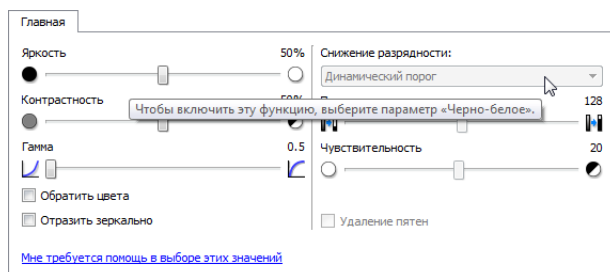 Главная
Яркость 50%
Контрастность
Гамма 0.5
Обратить цвета
Отразить зеркально
Мне требуется помощь в выборе этих значений
Снижение разрядности:
Динамический порог
Чтобы включить эту функцию, выберите параметр «Черно-белое».
128
Чувствительность 20
Удаление пятен